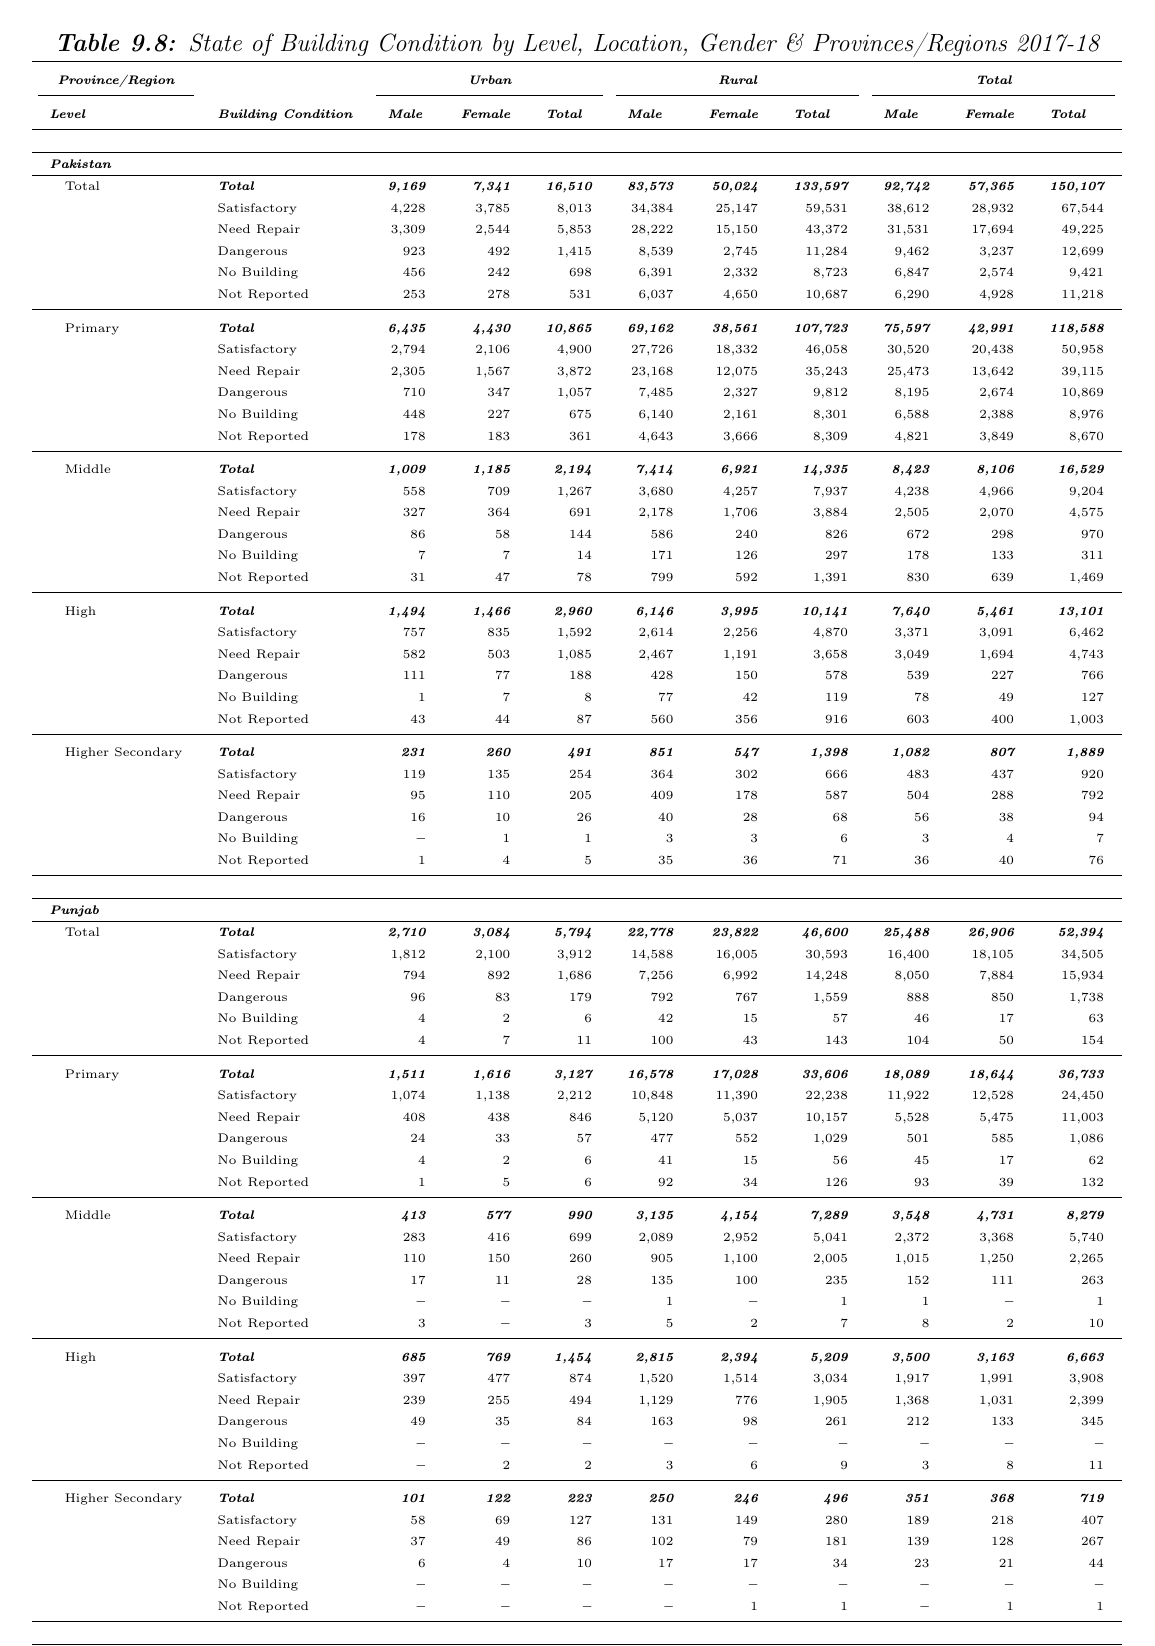 Table 9.8: State of Building Condition by Level, Location, Gender & Provinces/Regions 2017-18
Province/Region Urban Rural Total
Level Building Condition Male Female Total Male Female Total Male Female Total
Pakistan
Total Total 9,169 7,341 16,510 83,573 50,024 133,597 92,742 57,365 150,107
Satisfactory 4,228 3,785 8,013 34,384 25,147 59,531 38,612 28,932 67,544
Need Repair 3,309 2,544 5,853 28,222 15,150 43,372 31,531 17,694 49,225
Dangerous 923 492 1,415 8,539 2,745 11,284 9,462 3,237 12,699
No Building 456 242 698 6,391 2,332 8,723 6,847 2,574 9,421
Not Reported 253 278 531 6,037 4,650 10,687 6,290 4,928 11,218
Primary Total 6,435 4,430 10,865 69,162 38,561 107,723 75,597 42,991 118,588
Satisfactory 2,794 2,106 4,900 27,726 18,332 46,058 30,520 20,438 50,958
Need Repair 2,305 1,567 3,872 23,168 12,075 35,243 25,473 13,642 39,115
Dangerous 710 347 1,057 7,485 2,327 9,812 8,195 2,674 10,869
No Building 448 227 675 6,140 2,161 8,301 6,588 2,388 8,976
Not Reported 178 183 361 4,643 3,666 8,309 4,821 3,849 8,670
Middle Total 1,009 1,185 2,194 7,414 6,921 14,335 8,423 8,106 16,529
Satisfactory 558 709 1,267 3,680 4,257 7,937 4,238 4,966 9,204
Need Repair 327 364 691 2,178 1,706 3,884 2,505 2,070 4,575
Dangerous 86 58 144 586 240 826 672 298 970
No Building 7 7 14 171 126 297 178 133 311
Not Reported 31 47 78 799 592 1,391 830 639 1,469
High Total 1,494 1,466 2,960 6,146 3,995 10,141 7,640 5,461 13,101
Satisfactory 757 835 1,592 2,614 2,256 4,870 3,371 3,091 6,462
Need Repair 582 503 1,085 2,467 1,191 3,658 3,049 1,694 4,743
Dangerous 111 77 188 428 150 578 539 227 766
No Building 1 7 8 77 42 119 78 49 127
Not Reported 43 44 87 560 356 916 603 400 1,003
Higher Secondary Total 231 260 491 851 547 1,398 1,082 807 1,889
Satisfactory 119 135 254 364 302 666 483 437 920
Need Repair 95 110 205 409 178 587 504 288 792
Dangerous 16 10 26 40 28 68 56 38 94
No Building – 1 1 3 3 6 3 4 7
Not Reported 1 4 5 35 36 71 36 40 76
Punjab
Total Total 2,710 3,084 5,794 22,778 23,822 46,600 25,488 26,906 52,394
Satisfactory 1,812 2,100 3,912 14,588 16,005 30,593 16,400 18,105 34,505
Need Repair 794 892 1,686 7,256 6,992 14,248 8,050 7,884 15,934
Dangerous 96 83 179 792 767 1,559 888 850 1,738
No Building 4 2 6 42 15 57 46 17 63
Not Reported 4 7 11 100 43 143 104 50 154
Primary Total 1,511 1,616 3,127 16,578 17,028 33,606 18,089 18,644 36,733
Satisfactory 1,074 1,138 2,212 10,848 11,390 22,238 11,922 12,528 24,450
Need Repair 408 438 846 5,120 5,037 10,157 5,528 5,475 11,003
Dangerous 24 33 57 477 552 1,029 501 585 1,086
No Building 4 2 6 41 15 56 45 17 62
Not Reported 1 5 6 92 34 126 93 39 132
Middle Total 413 577 990 3,135 4,154 7,289 3,548 4,731 8,279
Satisfactory 283 416 699 2,089 2,952 5,041 2,372 3,368 5,740
Need Repair 110 150 260 905 1,100 2,005 1,015 1,250 2,265
Dangerous 17 11 28 135 100 235 152 111 263
No Building – – – 1 – 1 1 – 1
Not Reported 3 – 3 5 2 7 8 2 10
High Total 685 769 1,454 2,815 2,394 5,209 3,500 3,163 6,663
Satisfactory 397 477 874 1,520 1,514 3,034 1,917 1,991 3,908
Need Repair 239 255 494 1,129 776 1,905 1,368 1,031 2,399
Dangerous 49 35 84 163 98 261 212 133 345
No Building – – – – – – – – –
Not Reported – 2 2 3 6 9 3 8 11
Higher Secondary Total 101 122 223 250 246 496 351 368 719
Satisfactory 58 69 127 131 149 280 189 218 407
Need Repair 37 49 86 102 79 181 139 128 267
Dangerous 6 4 10 17 17 34 23 21 44
No Building – – – – – – – – –
Not Reported – – – – 1 1 – 1 1